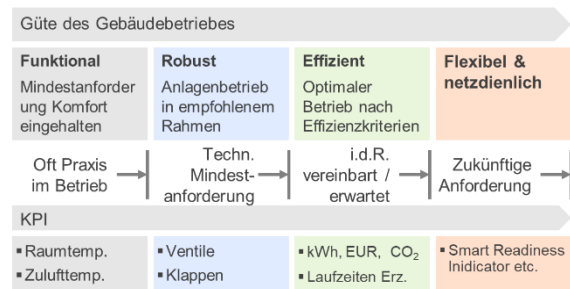 Güte des Gebäudebetriebes
Funktional
Mindestanforder
ung Komfort
eingehalten
Robust
Anlagenbetrieb
in empfohlenem
Rahmen
Effizient
Optimaler
Betrieb nach
Effizienzkriterien
Flexibel &
netzdienlich
Oft Praxis
im Betrieb
Techn.
Mindest-
anforderung
i.d.R.
vereinbart /
erwartet
Zukünftige
Anforderung
KPI
▪ Raumtemp.
▪ Zulufttemp.
▪ Ventile
▪ Klappen
▪ kWh, EUR, CO₂
▪ Laufzeiten Erz.
▪ Smart Readiness
Inidicator etc.